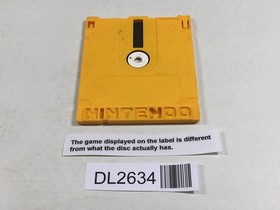 NINTENDO
The game displayed on the label is different
from what the disc actually has.
DL2634